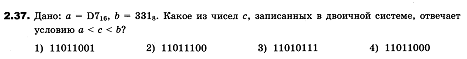 2.37. Дано: a = D7₁₆, b = 331₈. Какое из чисел c, записанных в двоичной системе, отвечает
условию a < c < b?
1) 11011001 2) 11011100 3) 11010111 4) 11011000